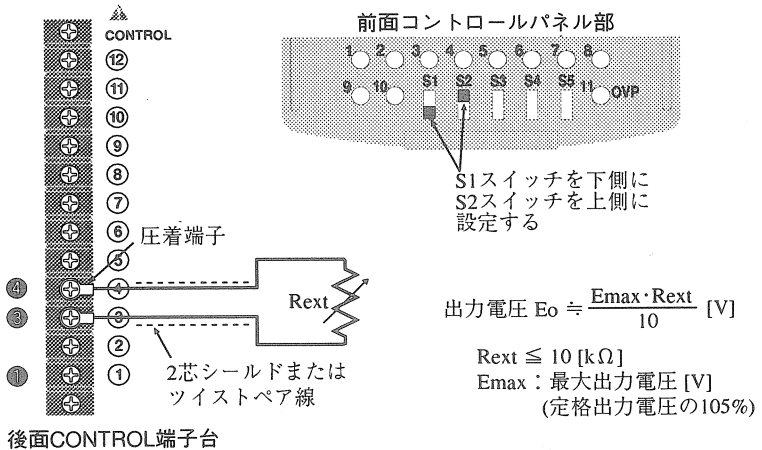 前面コントロールパネル部
CONTROL
1 2 3 4 5 6 7 8
9 10 S1 S2 S3 S4 S5 11 OVP
S1スイッチを下側に
S2スイッチを上側に
設定する
⑫
⑪
⑩
⑨
⑧
⑦
⑥
圧着端子
⑤
④ ④
③ ③
②
① ①
Rext
2芯シールドまたは
ツイストペア線
後面CONTROL端子台
出力電圧 Eo ≒ Emax・Rext / 10 [V]
Rext ≦ 10 [kΩ]
Emax：最大出力電圧 [V]
(定格出力電圧の105%)